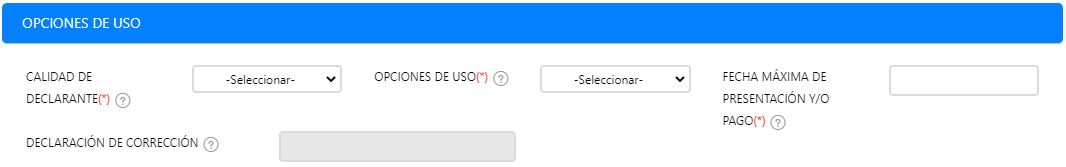 OPCIONES DE USO
CALIDAD DE
DECLARANTE(*) ?
-Seleccionar-
OPCIONES DE USO(*) ?
-Seleccionar-
FECHA MÁXIMA DE
PRESENTACIÓN Y/O
PAGO(*) ?
DECLARACIÓN DE CORRECCIÓN ?